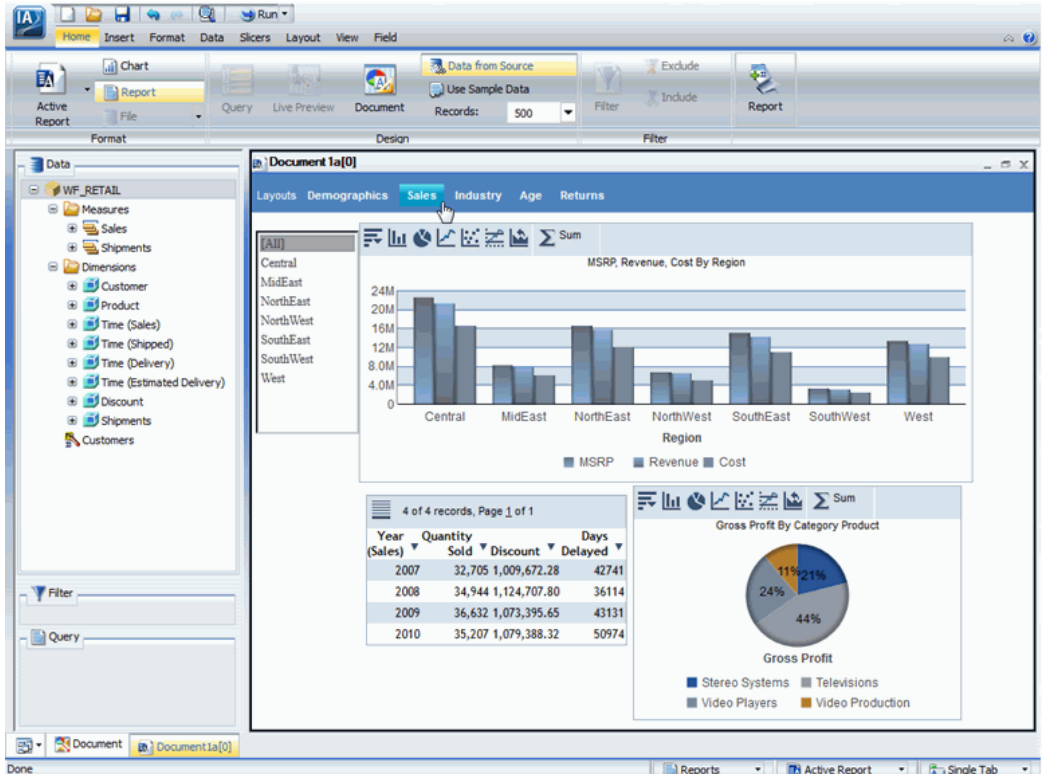 IA
Run
Home Insert Format Data Slicers Layout View Field
Chart
Report
File
Active
Report
Format
Query Live Preview Document
Data from Source
Use Sample Data
Records: 500
Design
Filter
Exclude
Include
Filter
Report
Data
WF_RETAIL
Measures
Sales
Shipments
Dimensions
Customer
Product
Time (Sales)
Time (Shipped)
Time (Delivery)
Time (Estimated Delivery)
Discount
Shipments
Customers
Filter
Query
Document 1a[0]
Layouts Demographics Sales Industry Age Returns
[All]
Central
MidEast
NorthEast
NorthWest
SouthEast
SouthWest
West
Σ Sum
MSRP, Revenue, Cost By Region
24M
20M
16M
12M
8.0M
4.0M
0
Central MidEast NorthEast NorthWest SouthEast SouthWest West
Region
MSRP Revenue Cost
4 of 4 records, Page 1 of 1
Year Quantity Days
(Sales) Sold Discount Delayed
2007 32,705 1,009,672.28 42741
2008 34,944 1,124,707.80 36114
2009 36,632 1,073,395.65 43131
2010 35,207 1,079,388.32 50974
Σ Sum
Gross Profit By Category Product
11% 21%
24%
44%
Gross Profit
Stereo Systems Televisions
Video Players Video Production
Document Document1a[0]
Done
Reports Active Report Single Tab